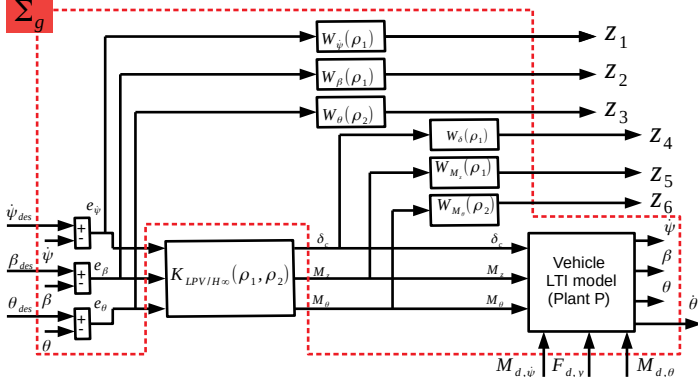 Σg
Wψ̇(ρ1)
Z1
Wβ(ρ1)
Z2
Wθ(ρ2)
Z3
Wδ(ρ1)
Z4
WMz(ρ1)
Z5
WMθ(ρ2)
Z6
ψ̇des
eψ̇
+
-
ψ̇
βdes
eβ
+
-
β
θdes
eθ
+
-
θ
KLPV/H∞(ρ1,ρ2)
δc
Mz
Mθ
δc
Mz
Mθ
Vehicle
LTI model
(Plant P)
ψ̇
β
θ
θ̇
Md,ψ̇
Fd,y
Md,θ